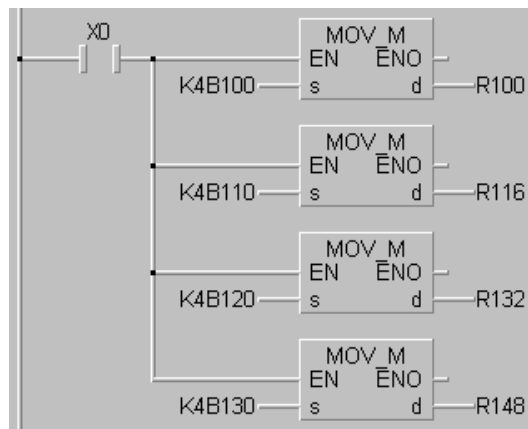 X0
MOV_M
EN ENO
K4B100 s d R100
MOV_M
EN ENO
K4B110 s d R116
MOV_M
EN ENO
K4B120 s d R132
MOV_M
EN ENO
K4B130 s d R148